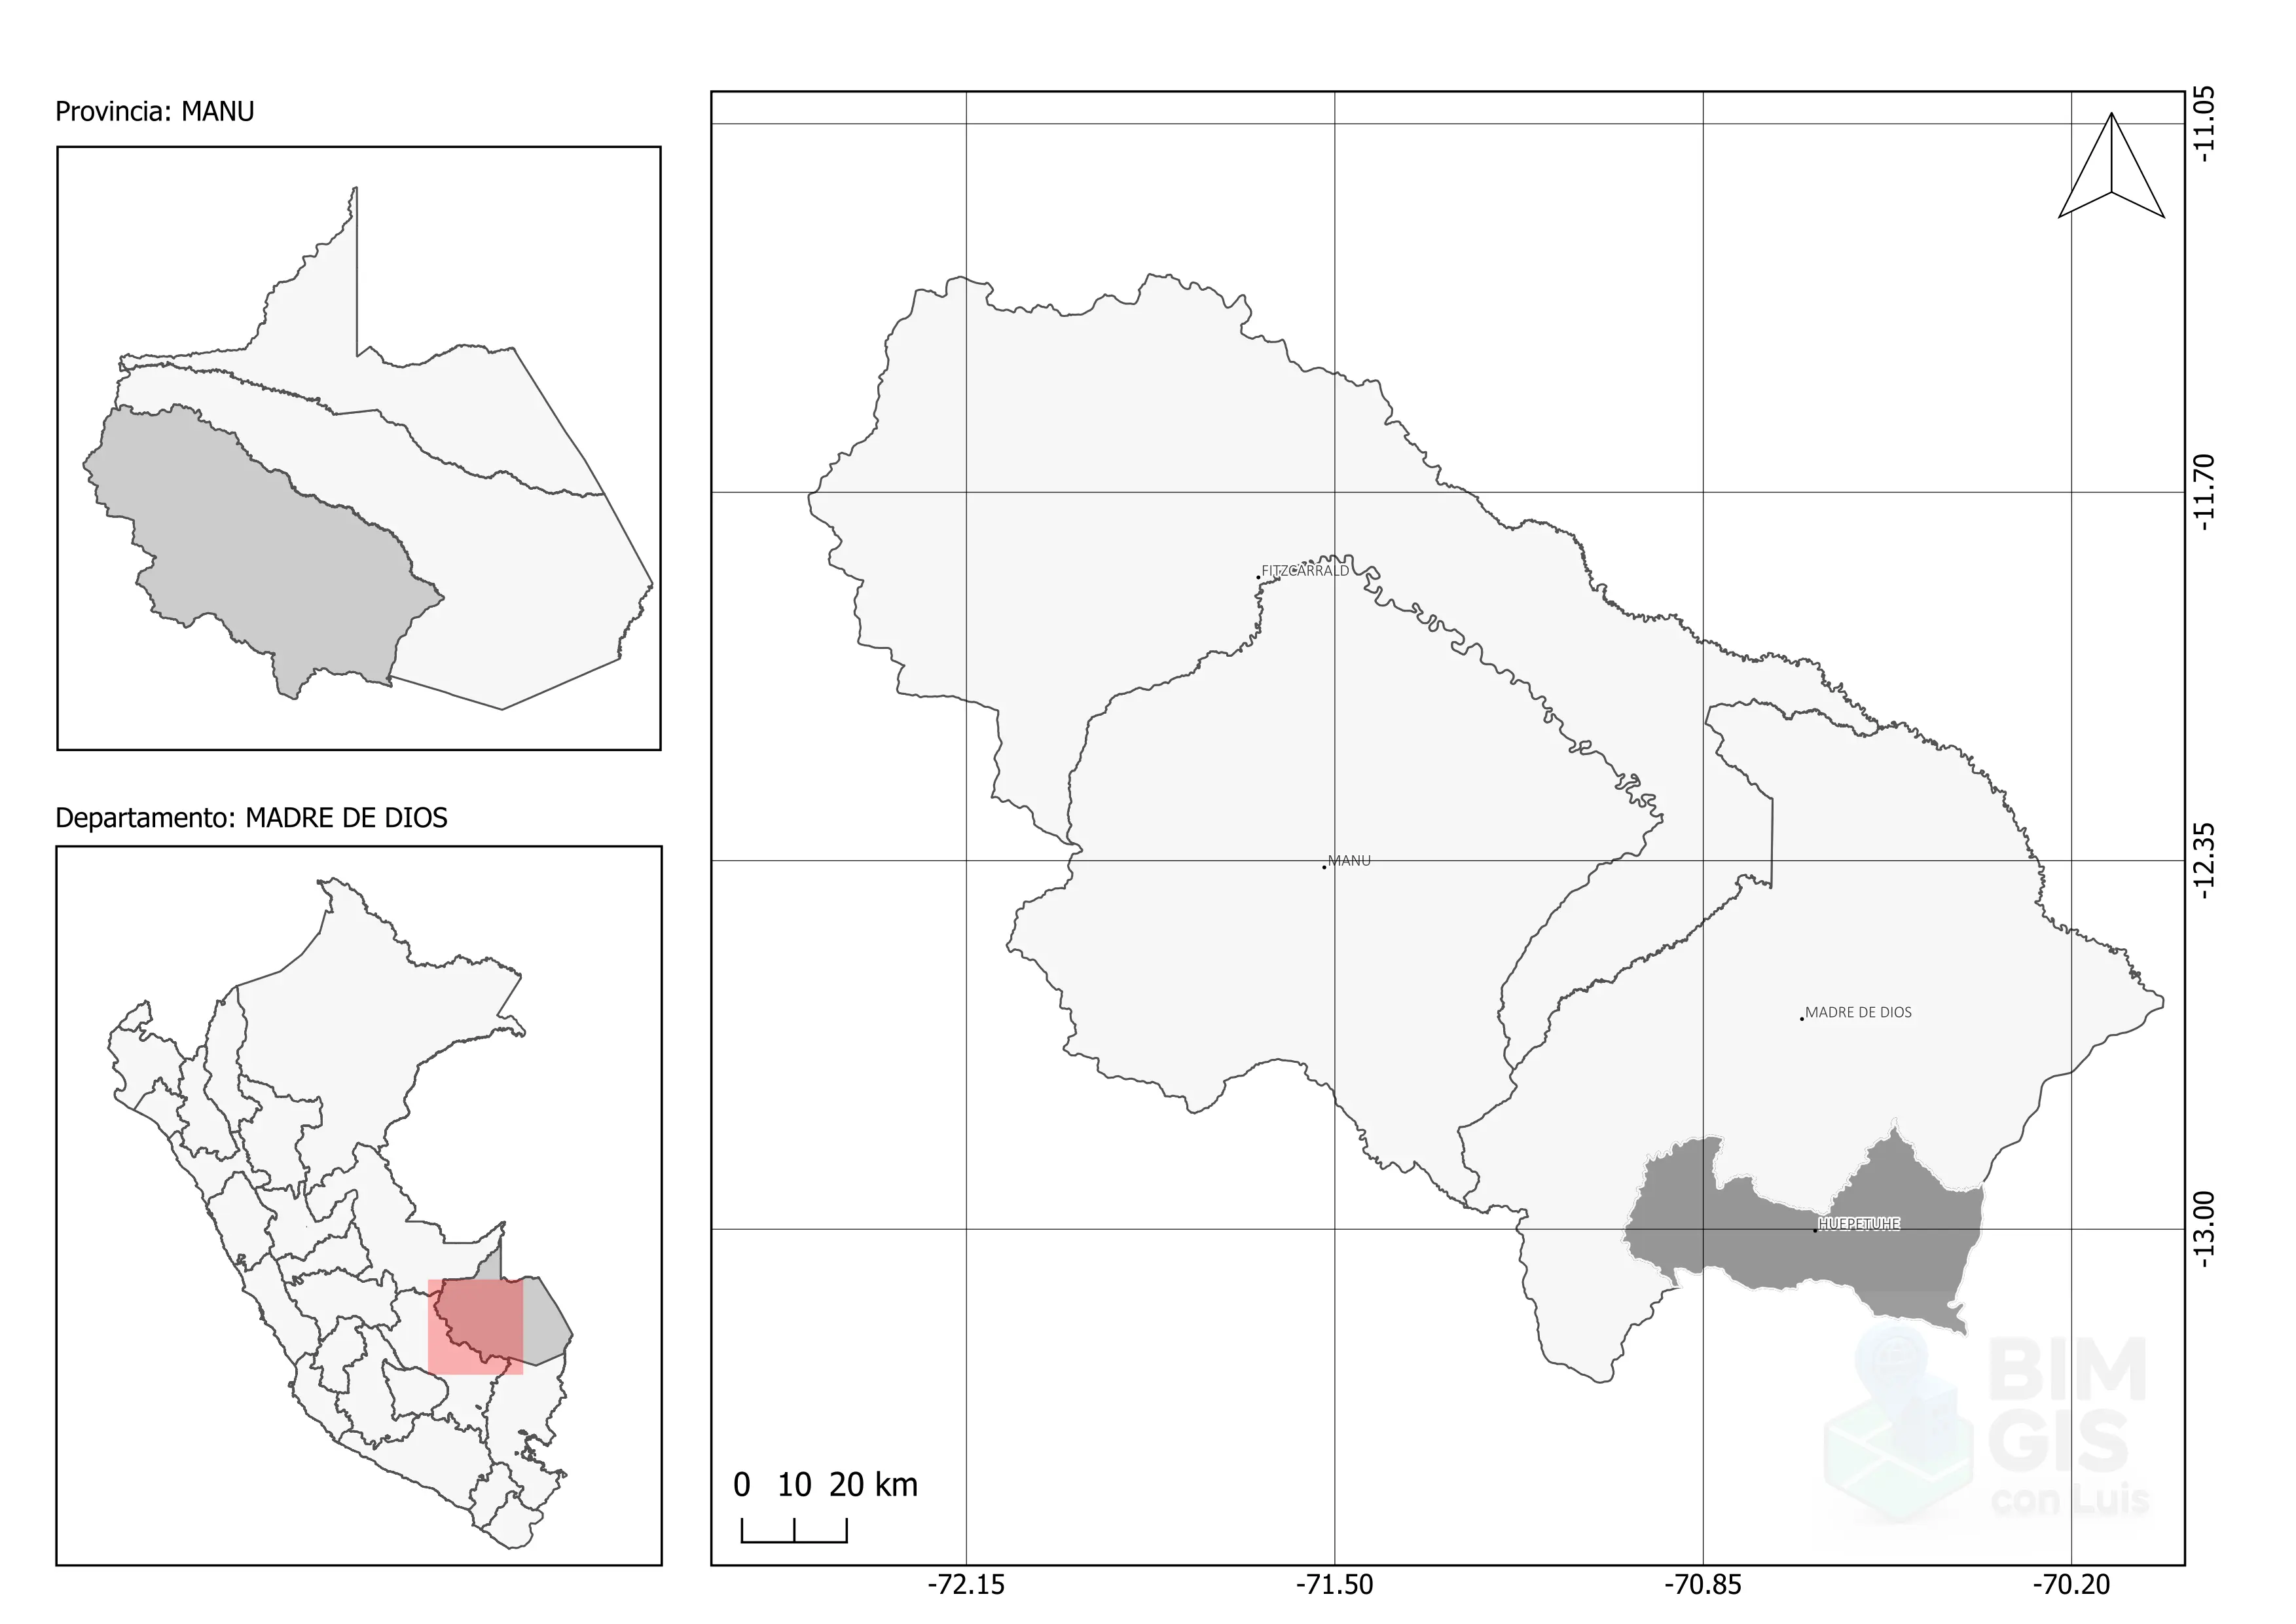 Provincia: MANU
Departamento: MADRE DE DIOS
FITZCARRALD
MANU
MADRE DE DIOS
HUEPETUHE
-11.05
-11.70
-12.35
-13.00
0 10 20 km
BIM
GIS
con Luis
-72.15 -71.50 -70.85 -70.20